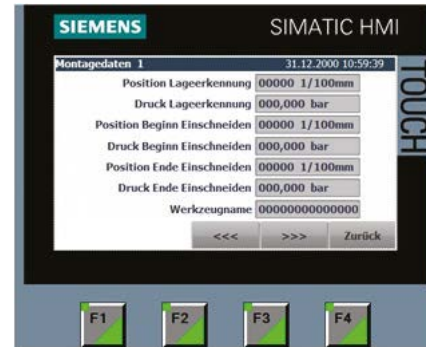 SIEMENS SIMATIC HMI
TOUCH
Montagedaten 1 31.12.2000 10:59:39
Position Lageerkennung 00000 1/100mm
Druck Lageerkennung 000,000 bar
Position Beginn Einschneiden 00000 1/100mm
Druck Beginn Einschneiden 000,000 bar
Position Ende Einschneiden 00000 1/100mm
Druck Ende Einschneiden 000,000 bar
Werkzeugname 00000000000000
<<< >>> Zurück
F1 F2 F3 F4